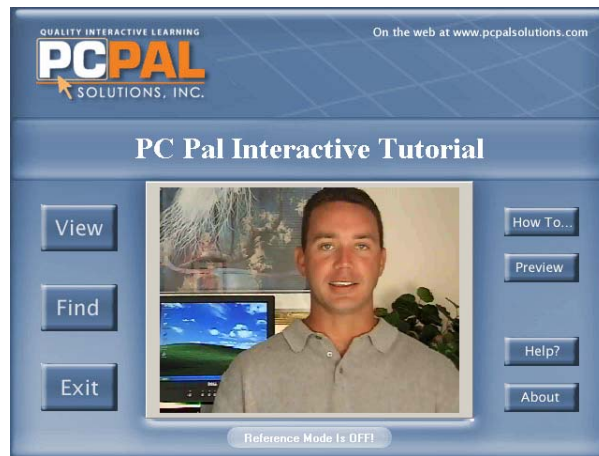 QUALITY INTERACTIVE LEARNING
PCPAL
SOLUTIONS, INC.
On the web at www.pcpalsolutions.com
PC Pal Interactive Tutorial
View
Find
Exit
How To...
Preview
Help?
About
DELL
Reference Mode Is OFF!